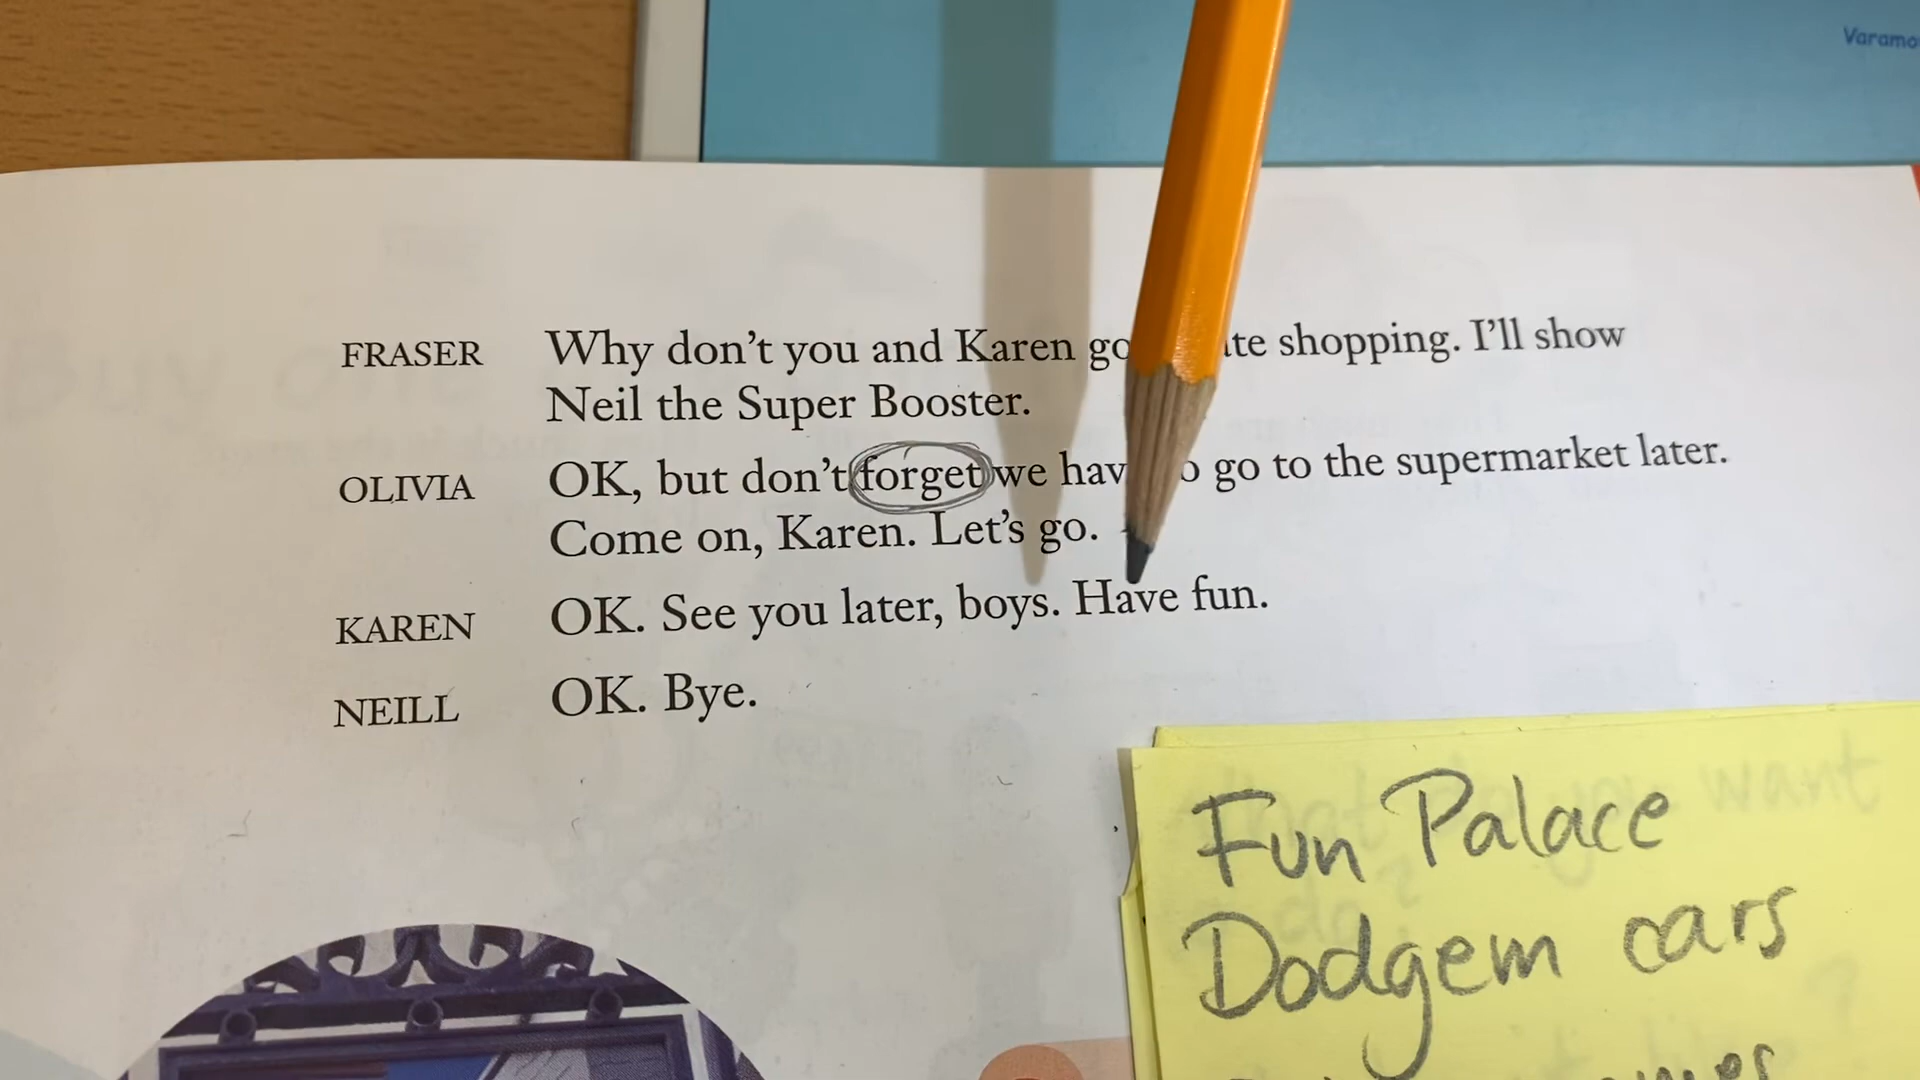 Varamo
FRASER Why don't you and Karen go shopping. I'll show
Neil the Super Booster.
OLIVIA OK, but don't forget we have go to the supermarket later.
Come on, Karen. Let's go.
KAREN OK. See you later, boys. Have fun.
NEILL OK. Bye.
Fun Palace
Dodgem cars